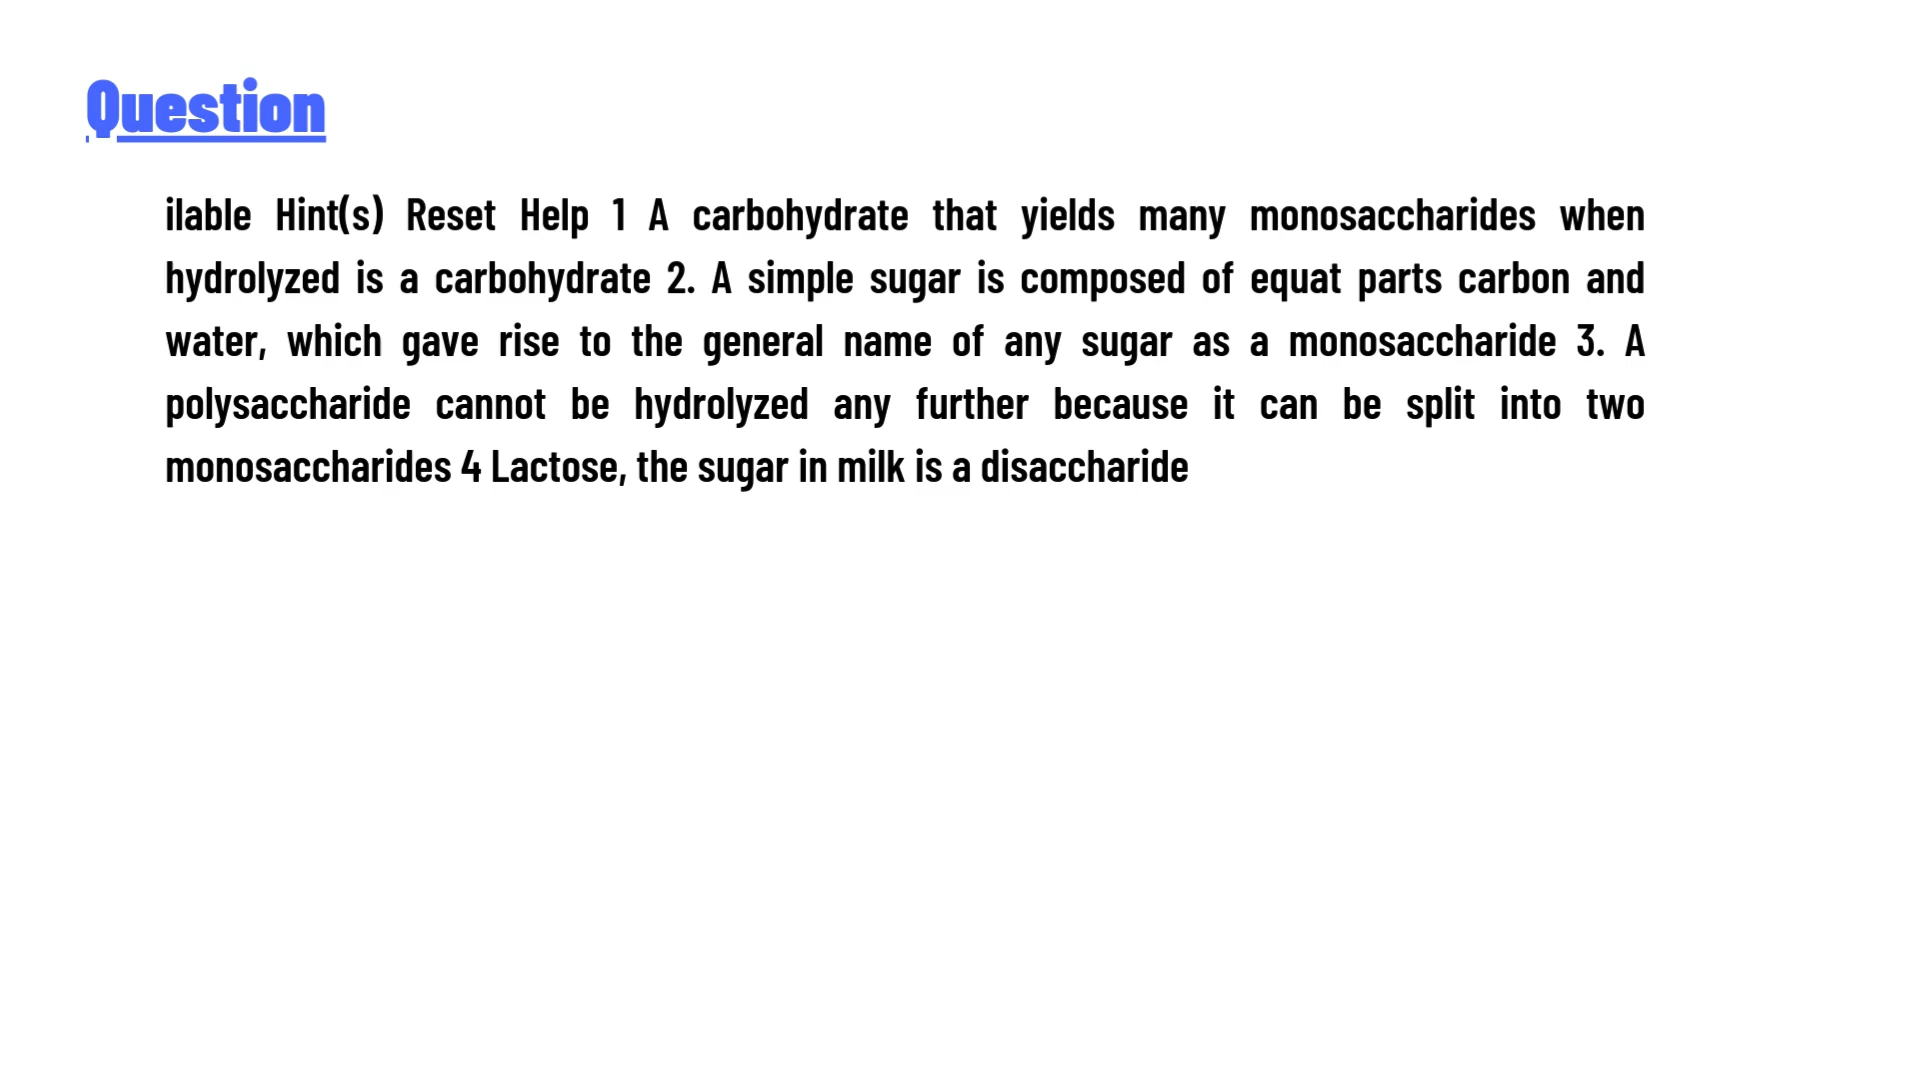 Question
ilable Hint(s) Reset Help 1 A carbohydrate that yields many monosaccharides when
hydrolyzed is a carbohydrate 2. A simple sugar is composed of equat parts carbon and
water, which gave rise to the general name of any sugar as a monosaccharide 3. A
polysaccharide cannot be hydrolyzed any further because it can be split into two
monosaccharides 4 Lactose, the sugar in milk is a disaccharide